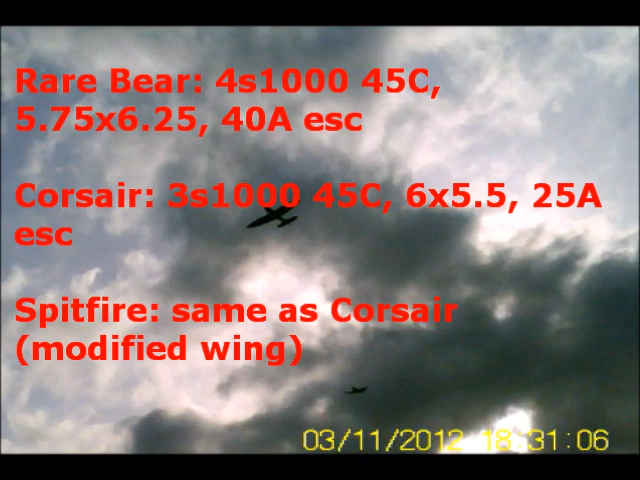 Rare Bear: 4s1000 45C,
5.75x6.25, 40A esc
Corsair: 3s1000 45C, 6x5.5, 25A
esc
Spitfire: same as Corsair
(modified wing)
03/11/2012 18:31:06